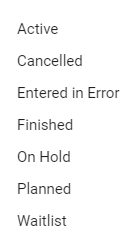 Active
Cancelled
Entered in Error
Finished
On Hold
Planned
Waitlist